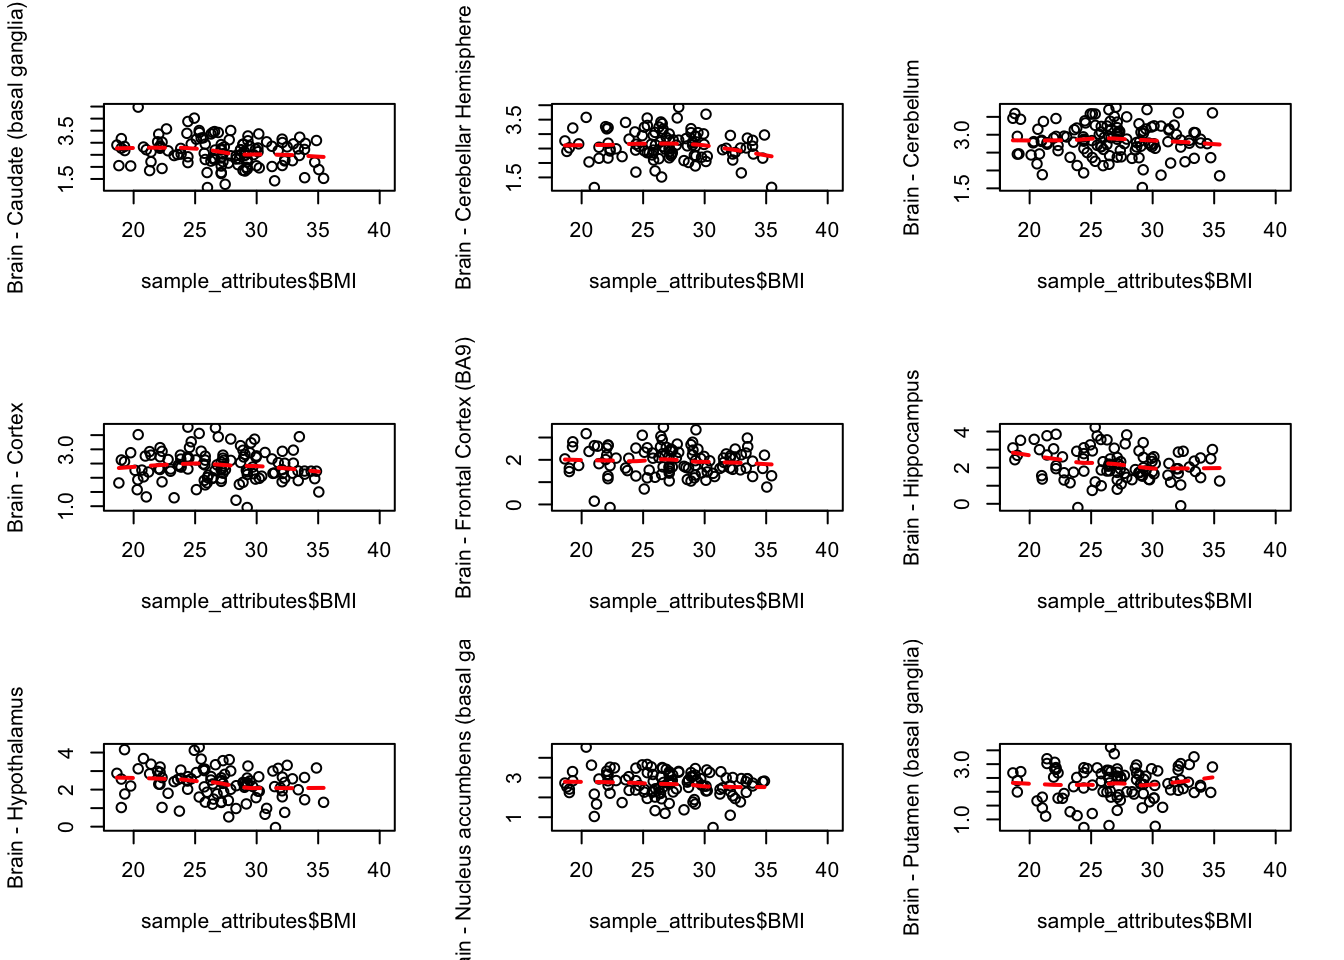 Brain - Caudate (basal ganglia)
1.5 3.5
20 25 30 35 40
sample_attributes$BMI
Brain - Cerebellar Hemisphere
1.5 3.5
20 25 30 35 40
sample_attributes$BMI
Brain - Cerebellum
1.5 3.0
20 25 30 35 40
sample_attributes$BMI
Brain - Cortex
1.0 3.0
20 25 30 35 40
sample_attributes$BMI
Brain - Frontal Cortex (BA9)
0 2
20 25 30 35 40
sample_attributes$BMI
Brain - Hippocampus
0 2 4
20 25 30 35 40
sample_attributes$BMI
Brain - Hypothalamus
0 2 4
20 25 30 35 40
sample_attributes$BMI
ain - Nucleus accumbens (basal ga
1 3
20 25 30 35 40
sample_attributes$BMI
Brain - Putamen (basal ganglia)
1.0 3.0
20 25 30 35 40
sample_attributes$BMI